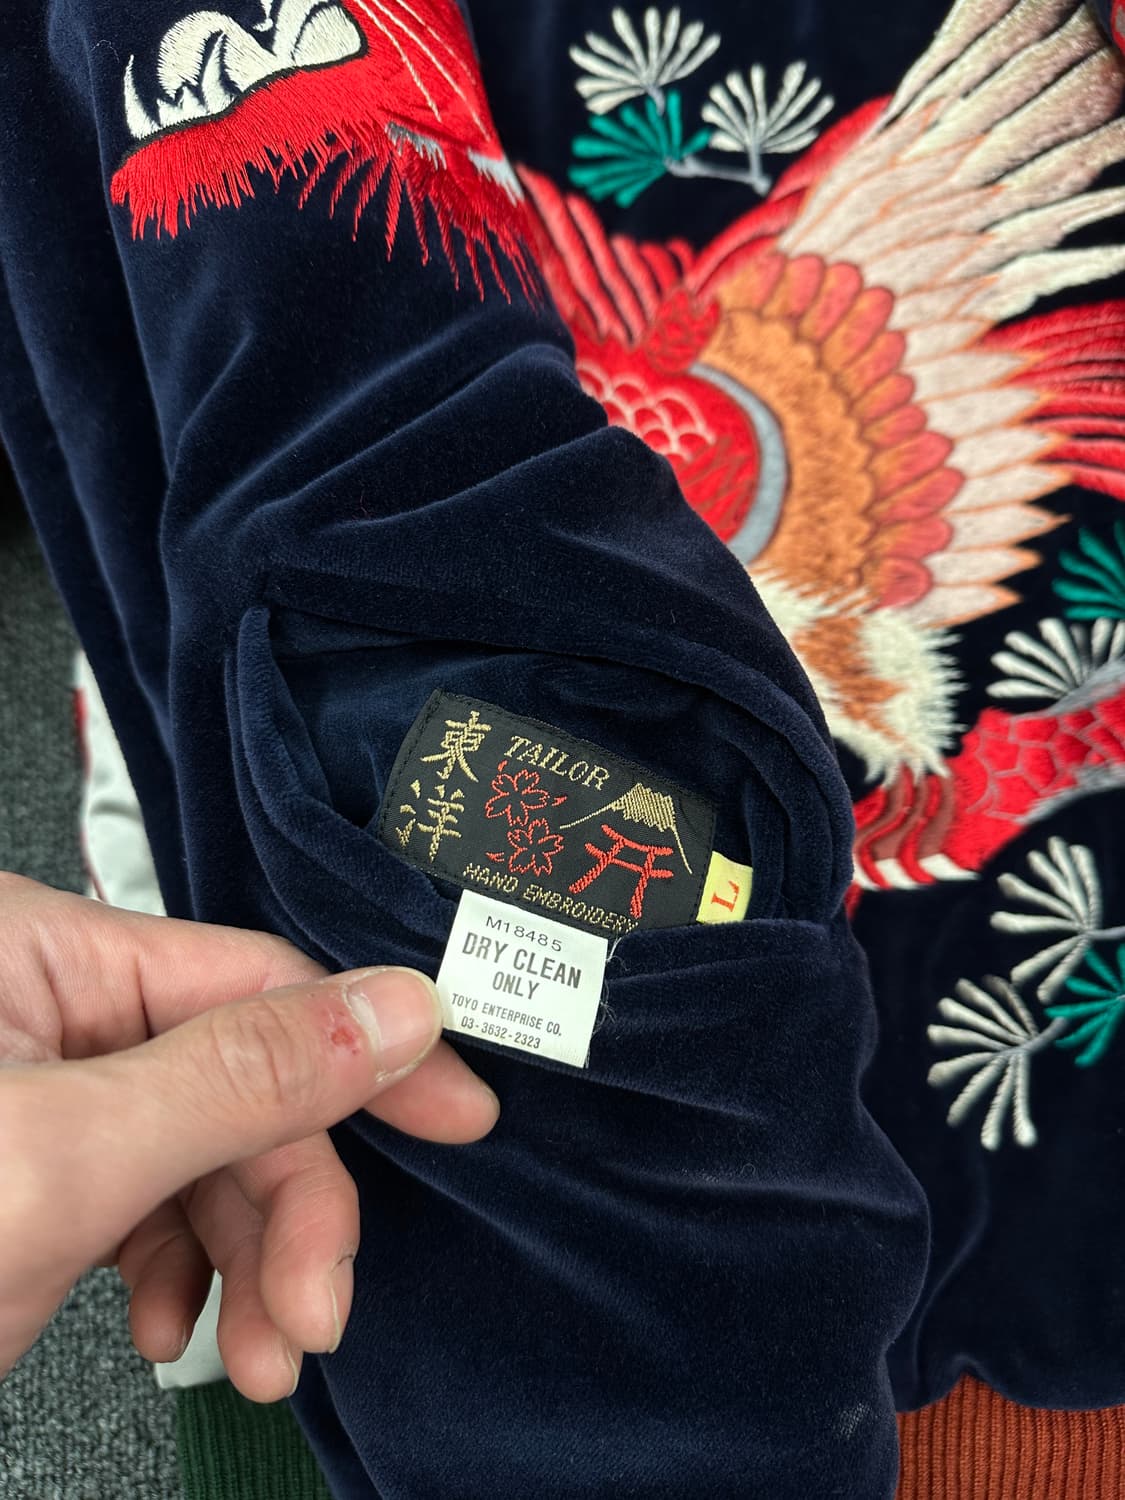 東洋
TAILOR
HAND EMBROIDERY
L
M18485
DRY CLEAN
ONLY
TOYO ENTERPRISE CO.
03-3632-2323